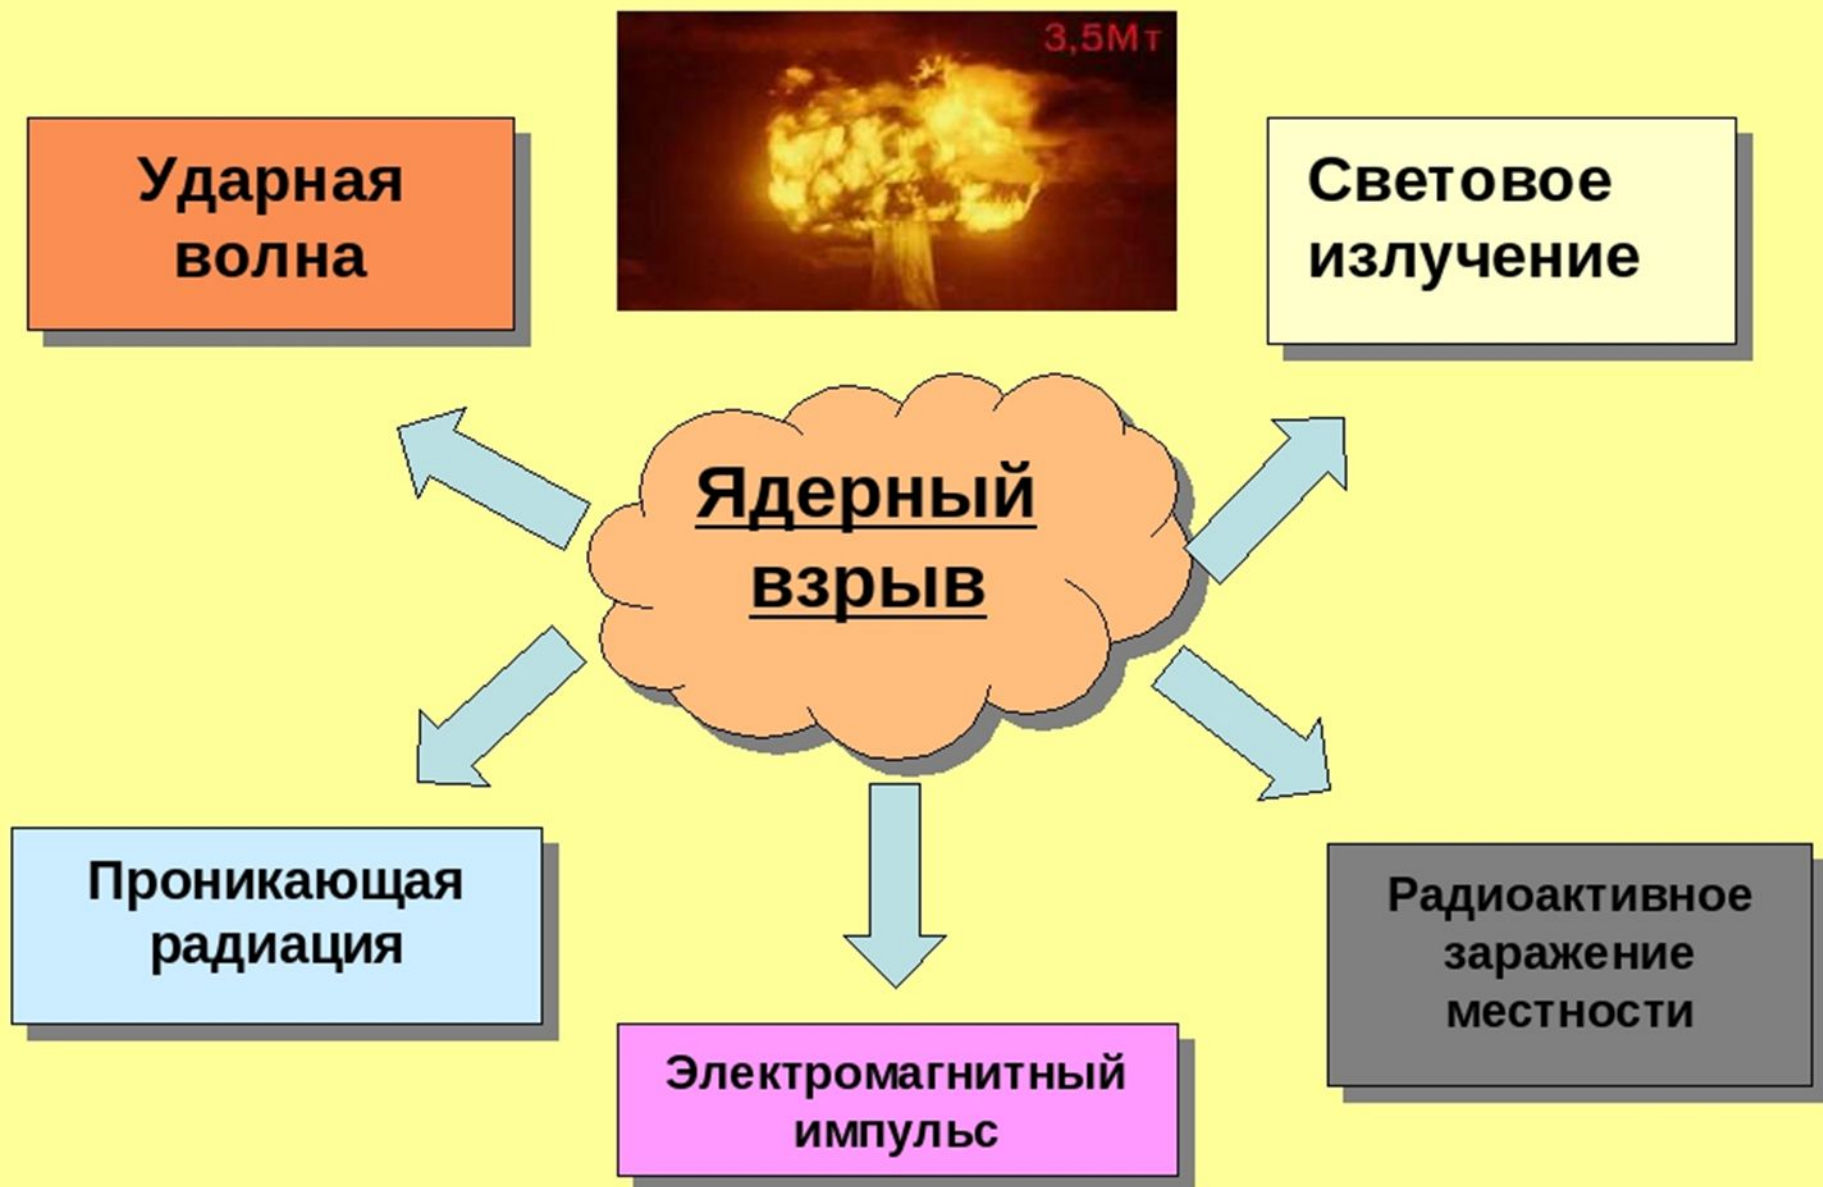 3,5Мт
Ударная
волна
Световое
излучение
Ядерный
взрыв
Проникающая
радиация
Радиоактивное
заражение
местности
Электромагнитный
импульс